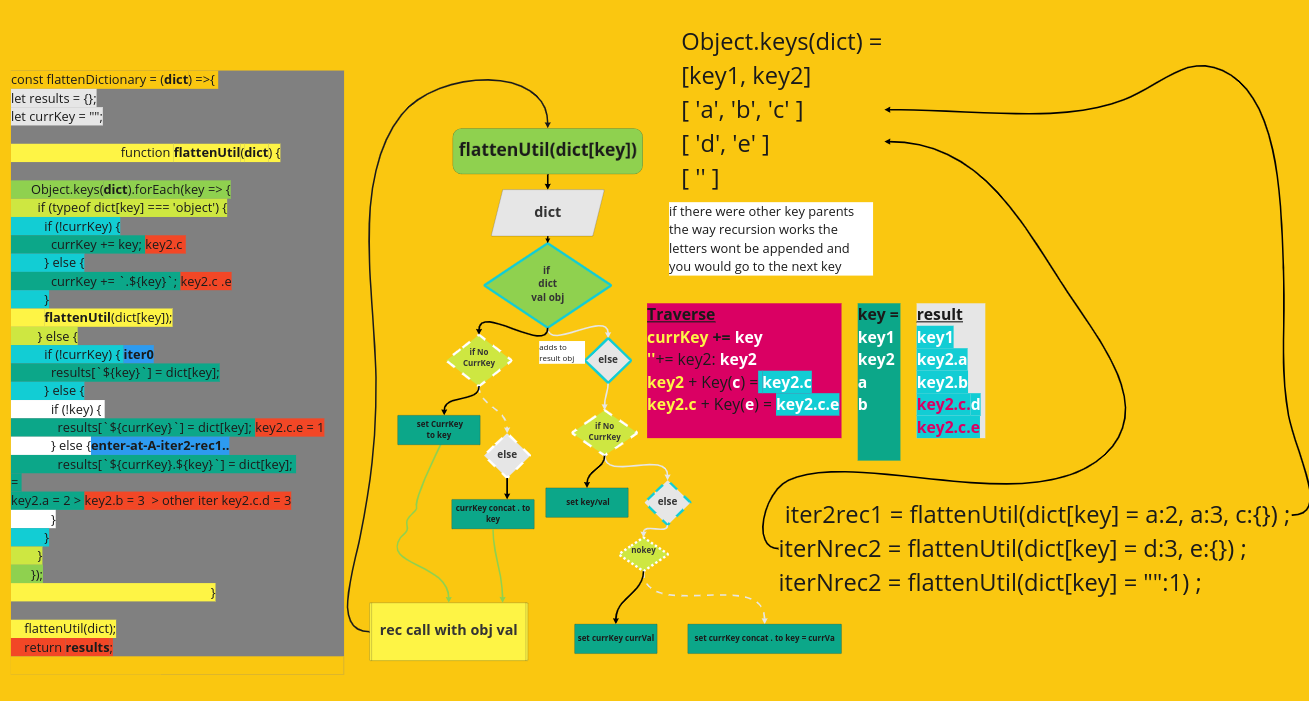 const flattenDictionary = (dict) =>{
let results = {};
let currKey = "";
function flattenUtil(dict) {
Object.keys(dict).forEach(key => {
if (typeof dict[key] === 'object') {
if (!currKey) {
currKey += key; key2.c
} else {
currKey += `.${key}`; key2.c .e
}
flattenUtil(dict[key]);
} else {
if (!currKey) { iter0
results[`${key}`] = dict[key];
} else {
if (!key) {
results[`${currKey}`] = dict[key]; key2.c.e = 1
} else {enter-at-A-iter2-rec1..
results[`${currKey}.${key}`] = dict[key];
=
key2.a = 2 > key2.b = 3 > other iter key2.c.d = 3
}
}
}
});
}
flattenUtil(dict);
return results;
flattenUtil(dict[key])
dict
if
dict
val obj
if No
CurrKey
adds to
result obj
else
set CurrKey
to key
else
currKey concat . to
key
if No
CurrKey
set key/val
else
nokey
rec call with obj val
set currKey currVal
set currKey concat . to key = currVa
Object.keys(dict) =
[key1, key2]
[ 'a', 'b', 'c' ]
[ 'd', 'e' ]
[ '' ]
if there were other key parents
the way recursion works the
letters wont be appended and
you would go to the next key
Traverse
currKey += key
''+= key2: key2
key2 + Key(c) = key2.c
key2.c + Key(e) = key2.c.e
key =
key1
key2
a
b
result
key1
key2.a
key2.b
key2.c.d
key2.c.e
iter2rec1 = flattenUtil(dict[key] = a:2, a:3, c:{}) ;
iterNrec2 = flattenUtil(dict[key] = d:3, e:{}) ;
iterNrec2 = flattenUtil(dict[key] = "":1) ;